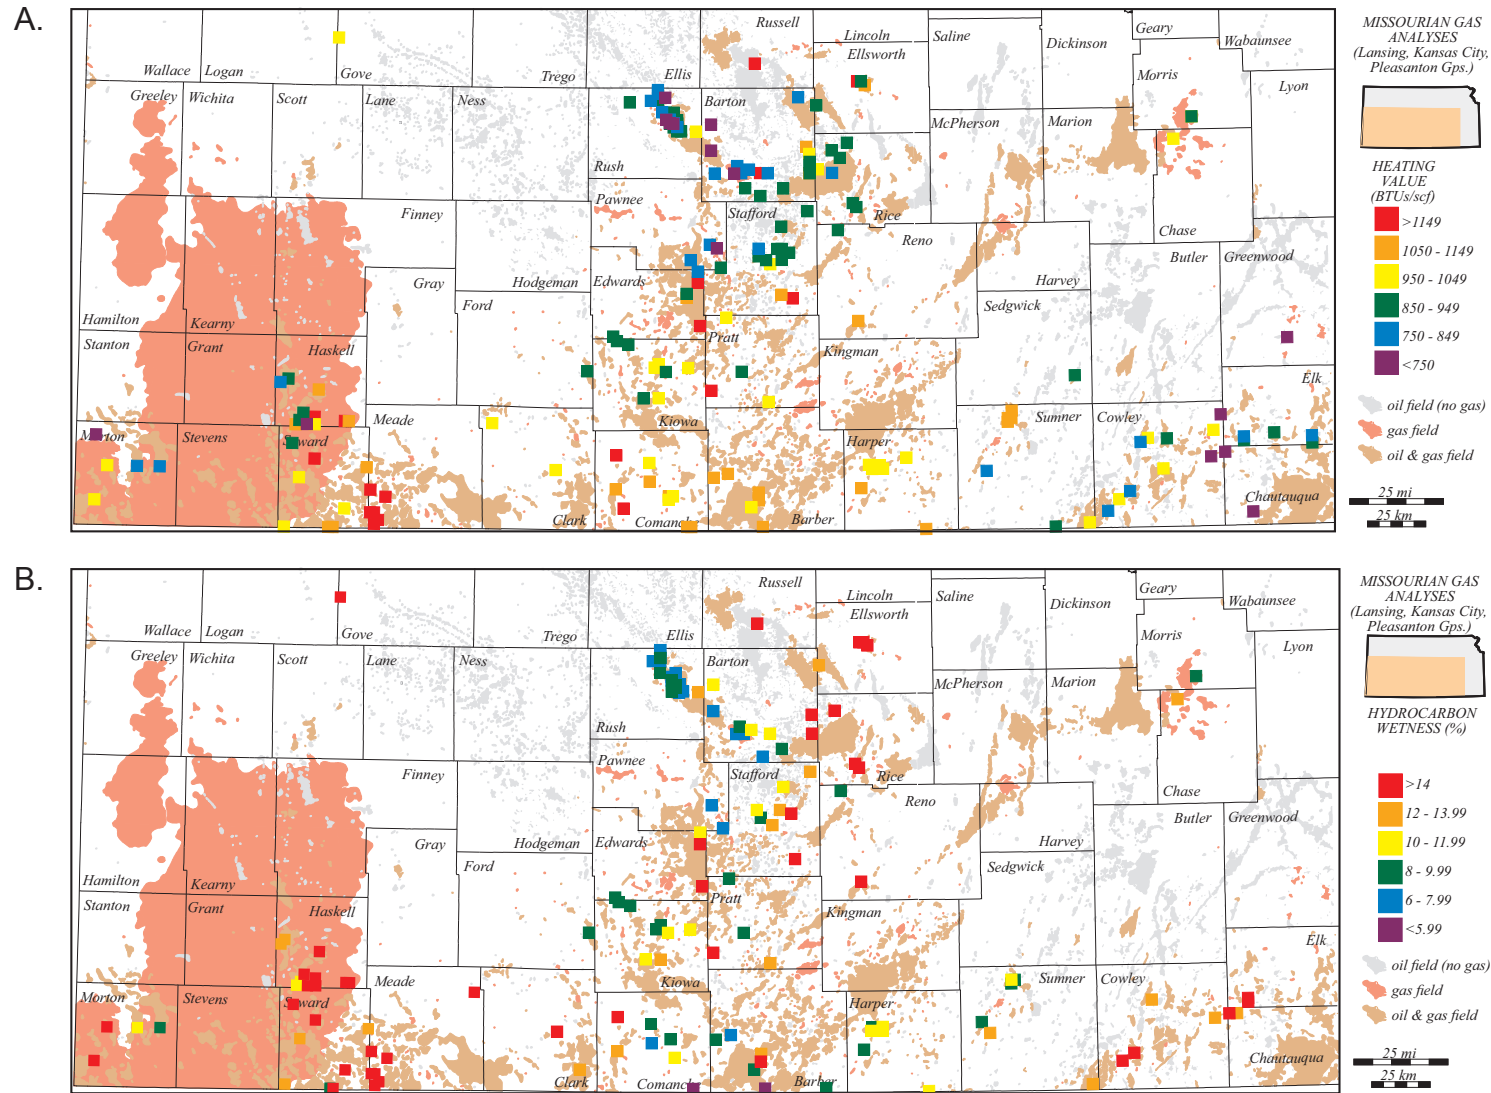 A.
MISSOURIAN GAS
ANALYSES
(Lansing, Kansas City,
Pleasanton Gps.)
HEATING
VALUE
(BTUs/scf)
>1149
1050 - 1149
950 - 1049
850 - 949
750 - 849
<750
oil field (no gas)
gas field
oil & gas field
25 mi
25 km
Wallace
Logan
Gove
Trego
Ellis
Russell
Lincoln
Ellsworth
Saline
Dickinson
Geary
Wabaunsee
Morris
Lyon
Greeley
Wichita
Scott
Lane
Ness
Rush
Barton
McPherson
Marion
Chase
Pawnee
Stafford
Rice
Reno
Harvey
Butler
Greenwood
Hamilton
Kearny
Finney
Gray
Hodgeman
Ford
Edwards
Sedgwick
Stanton
Grant
Haskell
Pratt
Kingman
Elk
Morton
Stevens
Seward
Meade
Clark
Kiowa
Comanche
Barber
Harper
Sumner
Cowley
Chautauqua
B.
MISSOURIAN GAS
ANALYSES
(Lansing, Kansas City,
Pleasanton Gps.)
HYDROCARBON
WETNESS (%)
>14
12 - 13.99
10 - 11.99
8 - 9.99
6 - 7.99
<5.99
oil field (no gas)
gas field
oil & gas field
25 mi
25 km
Wallace
Logan
Gove
Trego
Ellis
Russell
Lincoln
Ellsworth
Saline
Dickinson
Geary
Wabaunsee
Morris
Lyon
Greeley
Wichita
Scott
Lane
Ness
Rush
Barton
McPherson
Marion
Chase
Pawnee
Stafford
Rice
Reno
Harvey
Butler
Greenwood
Hamilton
Kearny
Finney
Gray
Hodgeman
Ford
Edwards
Sedgwick
Stanton
Grant
Haskell
Pratt
Kingman
Elk
Morton
Stevens
Seward
Meade
Clark
Kiowa
Comanche
Barber
Harper
Sumner
Cowley
Chautauqua